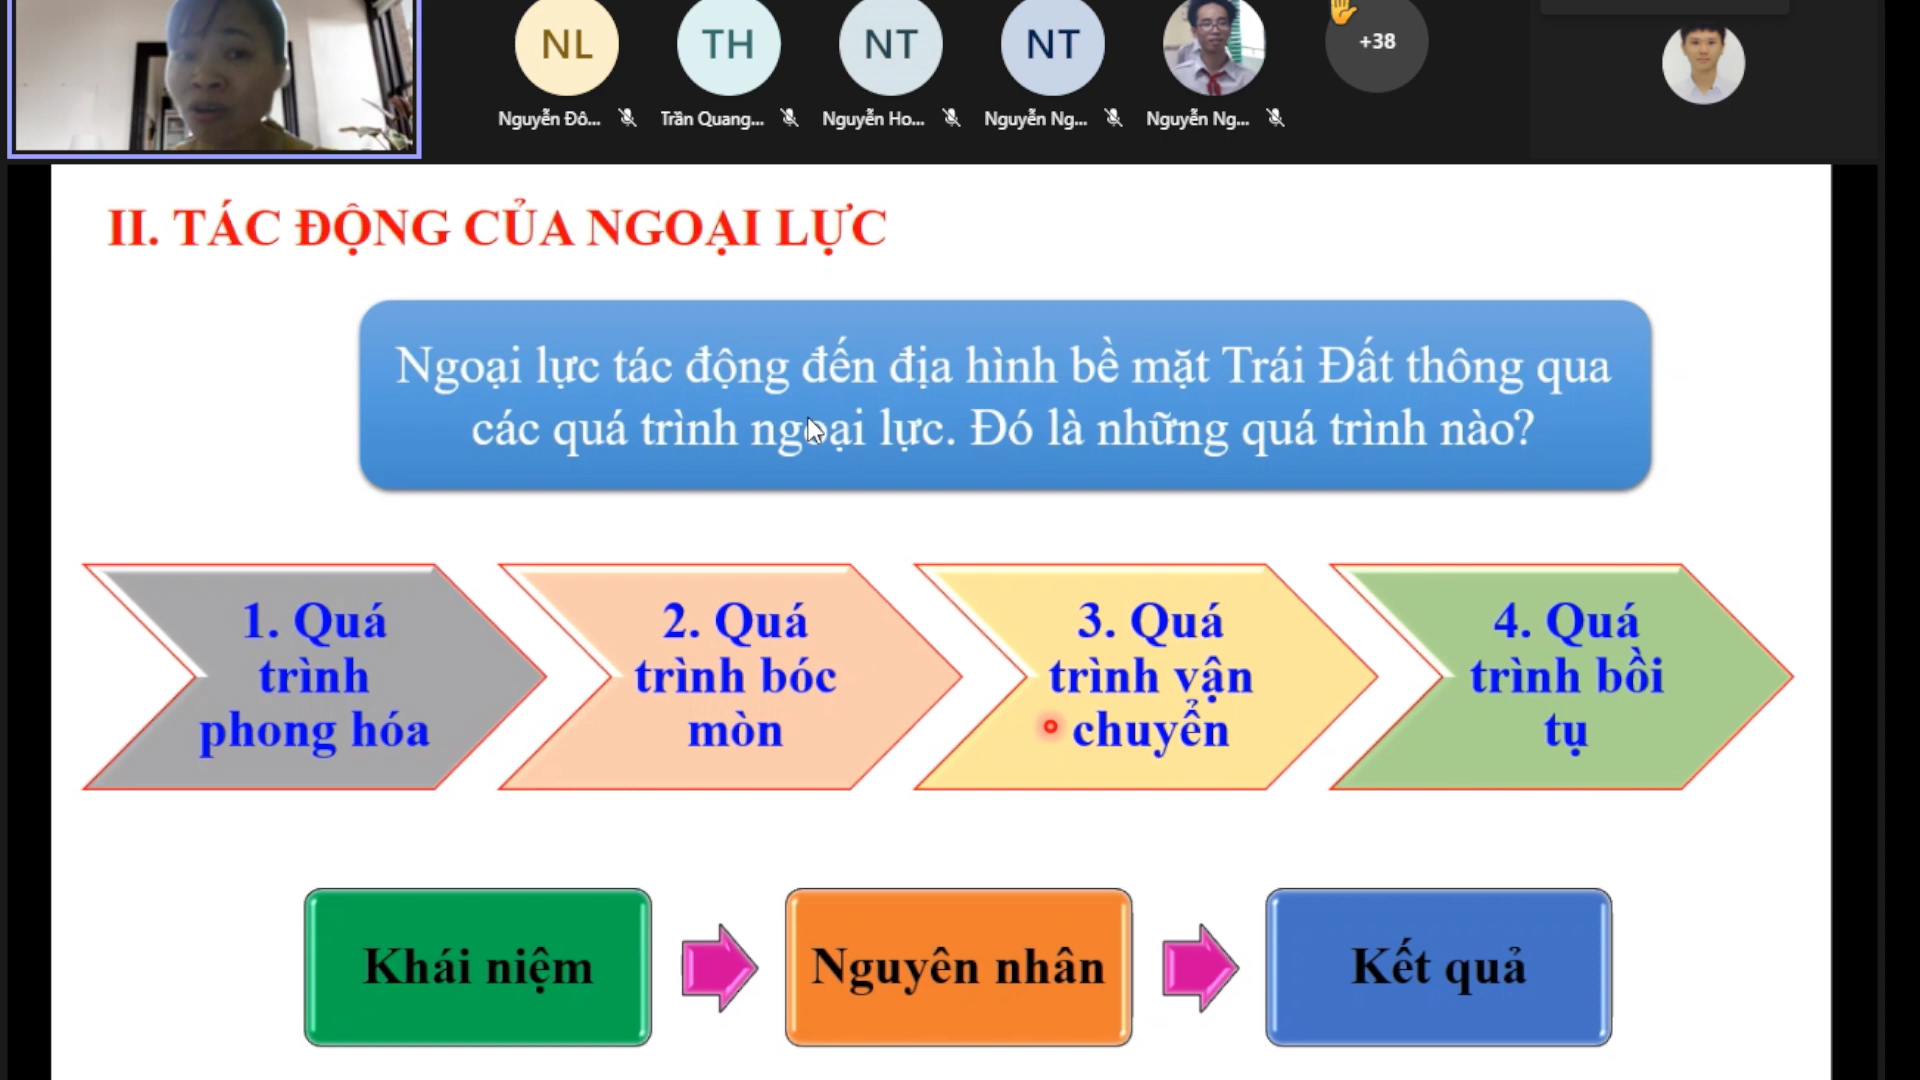 NL
TH
NT
NT
+38
Nguyễn Đô...
Trần Quang...
Nguyễn Ho...
Nguyễn Ng...
Nguyễn Ng...
II. TÁC ĐỘNG CỦA NGOẠI LỰC
Ngoại lực tác động đến địa hình bề mặt Trái Đất thông qua
các quá trình ngoại lực. Đó là những quá trình nào?
1. Quá
trình
phong hóa
2. Quá
trình bóc
mòn
3. Quá
trình vận
chuyển
4. Quá
trình bồi
tụ
Khái niệm
Nguyên nhân
Kết quả